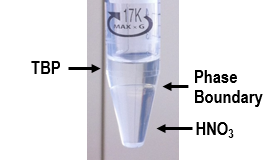 17K
MAX × G
TBP
Phase
Boundary
HNO₃